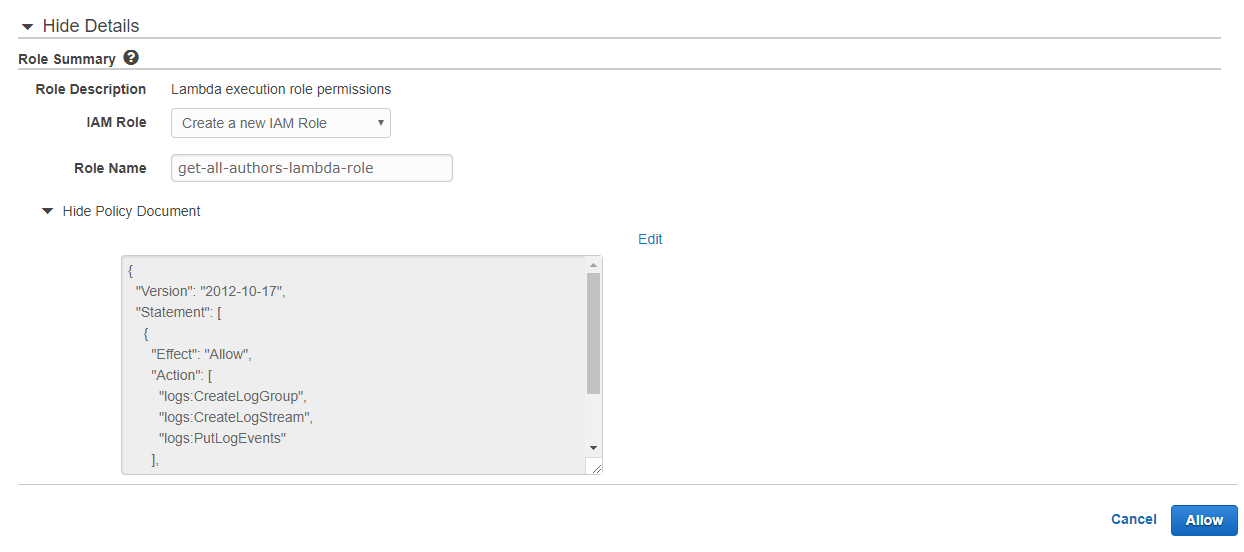 Hide Details
Role Summary ?
Role Description Lambda execution role permissions
IAM Role Create a new IAM Role
Role Name get-all-authors-lambda-role
Hide Policy Document
Edit
{
"Version": "2012-10-17",
"Statement": [
{
"Effect": "Allow",
"Action": [
"logs:CreateLogGroup",
"logs:CreateLogStream",
"logs:PutLogEvents"
],
Cancel Allow